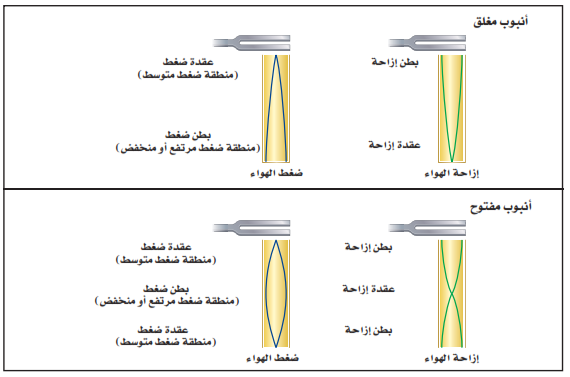 أنبوب مغلق
بطن إزاحة
عقدة إزاحة
إزاحة الهواء
عقدة ضغط
(منطقة ضغط متوسط)
بطن ضغط
(منطقة ضغط مرتفع أو منخفض)
ضغط الهواء
أنبوب مفتوح
بطن إزاحة
عقدة إزاحة
بطن إزاحة
إزاحة الهواء
عقدة ضغط
(منطقة ضغط متوسط)
بطن ضغط
(منطقة ضغط مرتفع أو منخفض)
عقدة ضغط
(منطقة ضغط متوسط)
ضغط الهواء